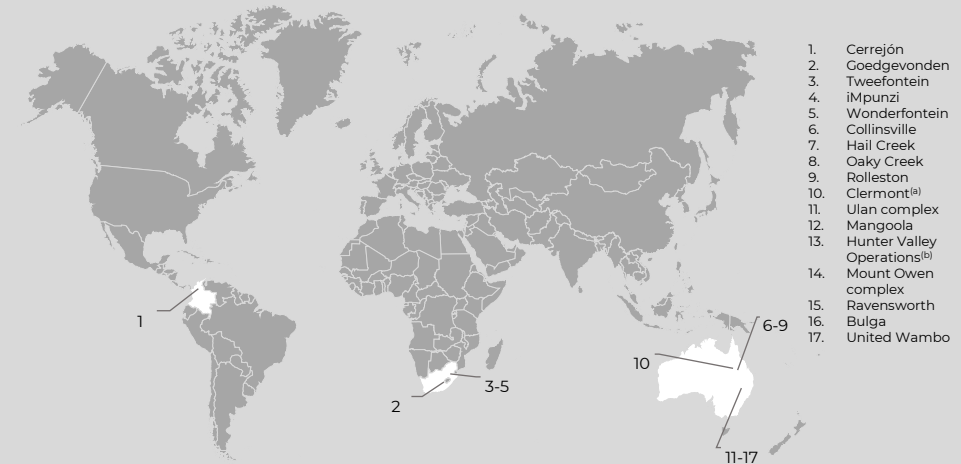 1. Cerrejón
2. Goedgevonden
3. Tweefontein
4. iMpunzi
5. Wonderfontein
6. Collinsville
7. Hail Creek
8. Oaky Creek
9. Rolleston
10. Clermont(a)
11. Ulan complex
12. Mangoola
13. Hunter Valley
Operations(b)
14. Mount Owen
complex
15. Ravensworth
16. Bulga
17. United Wambo
1
2
3-5
10
6-9
11-17